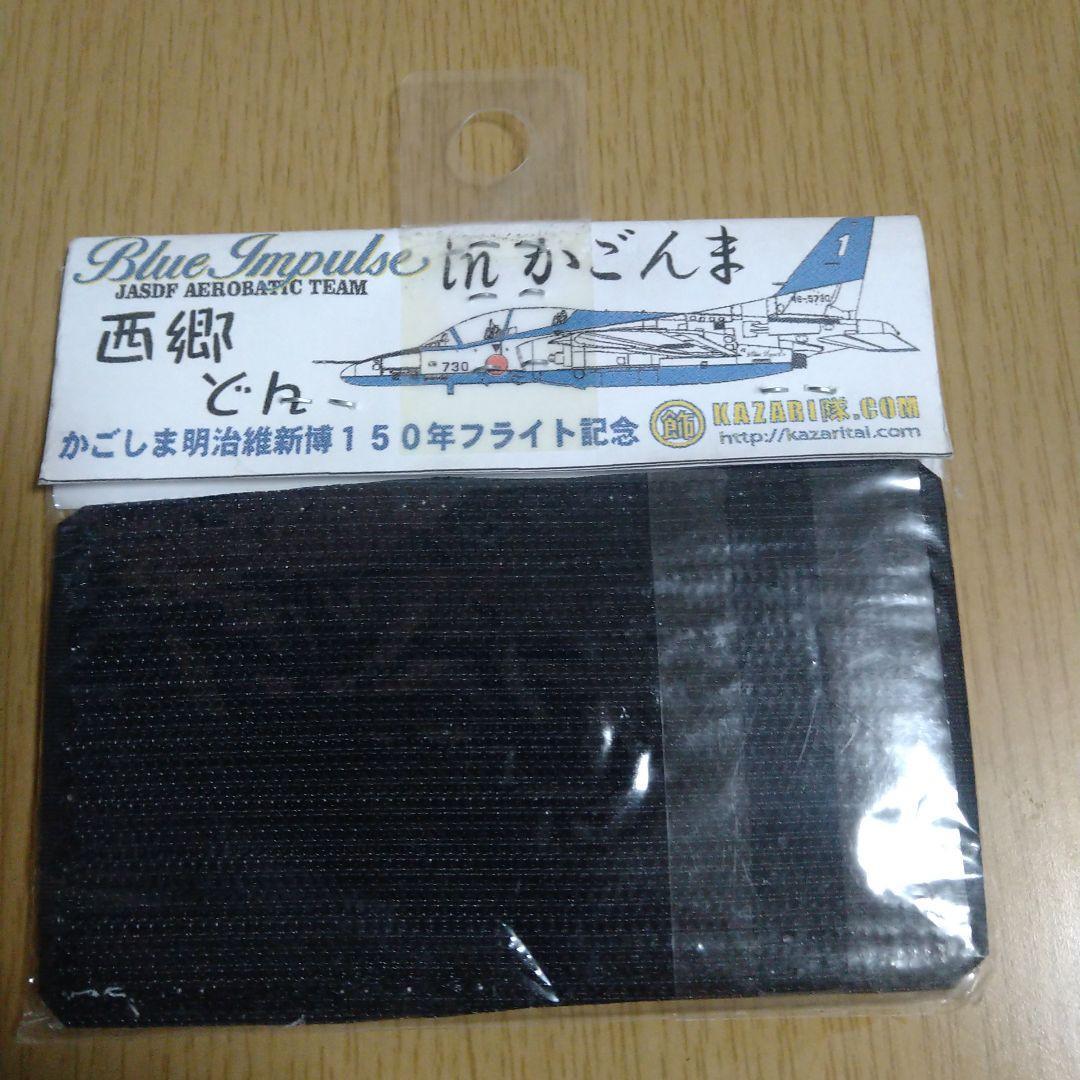 Blue Impulse
JASDF AEROBATIC TEAM
in かごんま
西郷
どん
1
46-5730
730
かごしま明治維新博150年フライト記念
飾 KAZARI隊.COM
http://kazaritai.com